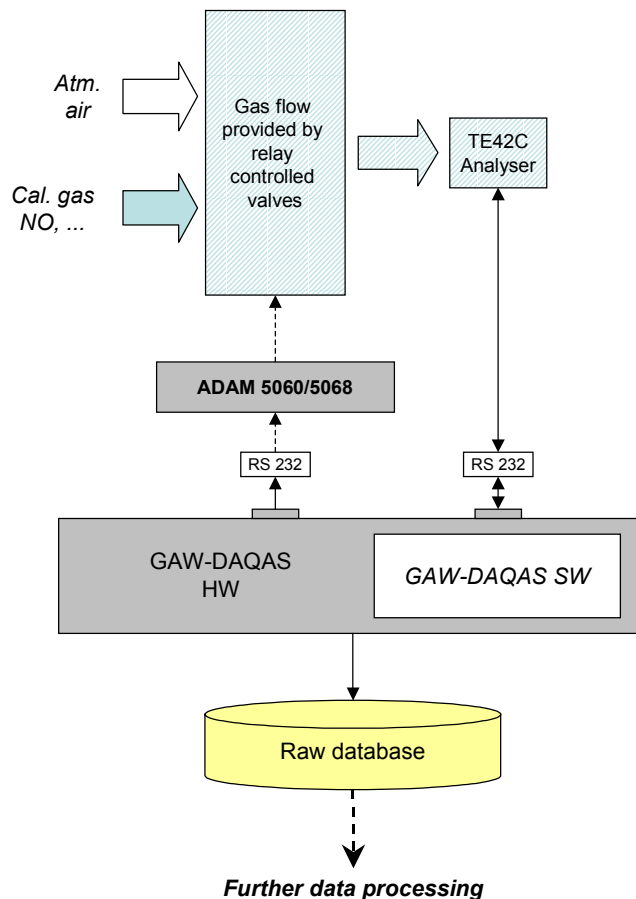 Atm.
air
Cal. gas
NO, ...
Gas flow
provided by
relay
controlled
valves
TE42C
Analyser
ADAM 5060/5068
RS 232
RS 232
GAW-DAQAS
HW
GAW-DAQAS SW
Raw database
Further data processing